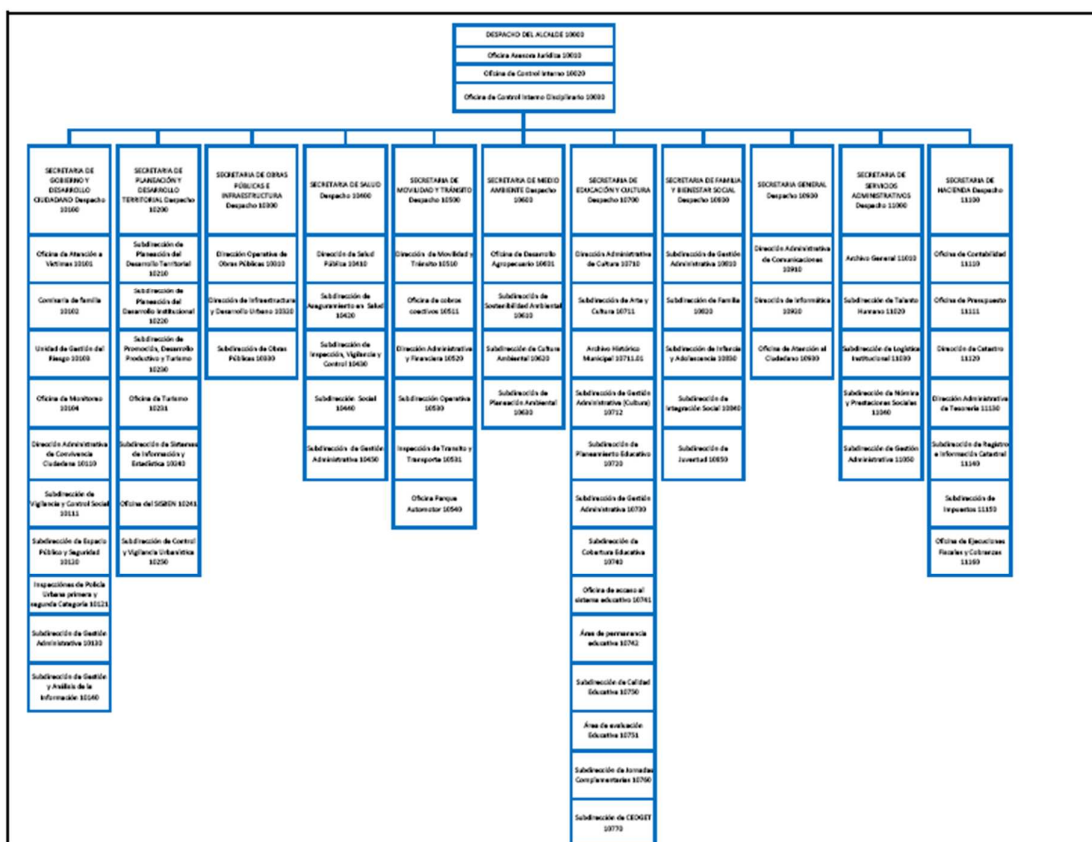 DESPACHO DEL ALCALDE 10000
Oficina Asesora Jurídica 10010
Oficina de Control Interno 10020
Oficina de Control Interno Disciplinario 10030
SECRETARIA DE
GOBIERNO Y
DESARROLLO
CIUDADANO Despacho
10100
Oficina de Atención a
Víctimas 10101
Comisaría de familia
10102
Unidad de Gestión del
Riesgo 10103
Oficina de Monitoreo
10104
Dirección Administrativa
de Convivencia
Ciudadana 10110
Subdirección de
Vigilancia y Control Social
10111
Subdirección de Espacio
Público y Seguridad
10120
Inspecciónes de Policía
Urbana primera y
segunda Categoría 10121
Subdirección de Gestión
Administrativa 10130
Subdirección de Gestión
y Análisis de la
Información 10140
SECRETARIA DE
PLANEACIÓN Y
DESARROLLO
TERRITORIAL Despacho
10200
Subdirección de
Planeación del
Desarrollo Territorial
10210
Subdirección de
Planeación del
Desarrollo Institucional
10220
Subdirección de
Promoción, Desarrollo
Productivo y Turismo
10230
Oficina de Turismo
10231
Subdirección de Sistemas
de Información y
Estadística 10240
Oficina del SISBEN 10241
Subdirección de Control
y Vigilancia Urbanística
10250
SECRETARIA DE OBRAS
PÚBLICAS E
INFRAESTRUCTURA
Despacho 10300
Dirección Operativa de
Obras Públicas 10310
Dirección de Infraestructura
y Desarrollo Urbano 10320
Subdirección de Obras
Públicas 10330
SECRETARIA DE SALUD
Despacho 10400
Dirección de Salud
Pública 10410
Subdirección de
Aseguramiento en Salud
10420
Subdirección de
Inspección, Vigilancia y
Control 10430
Subdirección Social
10440
Subdirección de Gestión
Administrativa 10450
SECRETARIA DE
MOVILIDAD Y TRÁNSITO
Despacho 10500
Dirección de Movilidad y
Tránsito 10510
Oficina de cobros
coactivos 10511
Dirección Administrativa
y Financiera 10520
Subdirección Operativa
10530
Inspección de Transito y
Transporte 10531
Oficina Parque
Automotor 10540
SECRETARIA DE MEDIO
AMBIENTE Despacho
10600
Oficina de Desarrollo
Agropecuario 10601
Subdirección de
Sostenibilidad Ambiental
10610
Subdirección de Cultura
Ambiental 10620
Subdirección de
Planeación Ambiental
10630
SECRETARIA DE
EDUCACIÓN Y CULTURA
Despacho 10700
Dirección Administrativa
de Cultura 10710
Subdirección de Arte y
Cultura 10711
Archivo Histórico
Municipal 10711.01
Subdirección de Gestión
Administrativa (Cultura)
10712
Subdirección de
Planeamiento Educativo
10720
Subdirección de Gestión
Administrativa 10730
Subdirección de
Cobertura Educativa
10740
Oficina de acceso al
sistema educativo 10741
Área de permanencia
educativa 10742
Subdirección de Calidad
Educativa 10750
Área de evaluación
Educativa 10751
Subdirección de Jornadas
Complementarias 10760
Subdirección de CEDGET
10770
SECRETARIA DE FAMILIA
Y BIENESTAR SOCIAL
Despacho 10800
Subdirección de Gestión
Administrativa 10810
Subdirección de Familia
10820
Subdirección de Infancia
y Adolescencia 10830
Subdirección de
Integración Social 10840
Subdirección de
Juventud 10850
SECRETARIA GENERAL
Despacho 10900
Dirección Administrativa
de Comunicaciones
10910
Dirección de Informática
10920
Oficina de Atención al
Ciudadano 10930
SECRETARIA DE
SERVICIOS
ADMINISTRATIVOS
Despacho 11000
Archivo General 11010
Subdirección de Talento
Humano 11020
Subdirección de Logística
Institucional 11030
Subdirección de Nómina
y Prestaciones Sociales
11040
Subdirección de Gestión
Administrativa 11050
SECRETARIA DE
HACIENDA Despacho
11100
Oficina de Contabilidad
11110
Oficina de Presupuesto
11111
Dirección de Catastro
11120
Dirección Administrativa
de Tesorería 11130
Subdirección de Registro
e Información Catastral
11140
Subdirección de
Impuestos 11150
Oficina de Ejecuciones
Fiscales y Cobranzas
11160